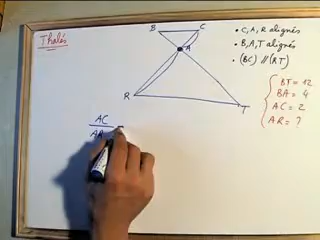 Thalès
B C
A
R
T
• C, A, R alignés
• B, A, T alignés
• (BC) // (RT)
BT = 12
BA = 4
AC = 2
AR = ?
AC
AR